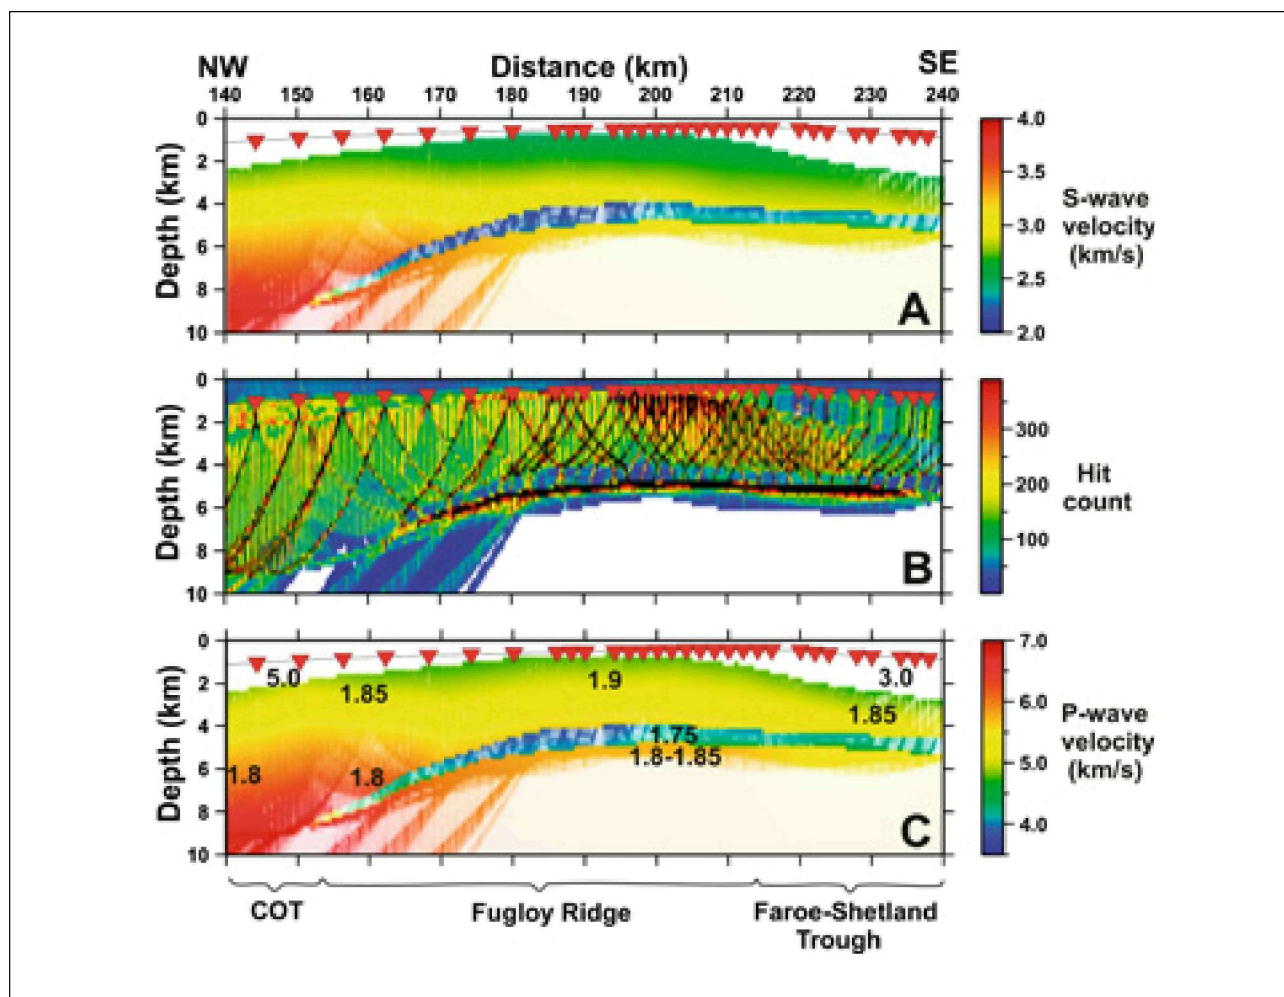 NW Distance (km) SE
140 150 160 170 180 190 200 210 220 230 240
0
2
4
6
8
10
Depth (km)
A
4.0
3.5
3.0
2.5
2.0
S-wave
velocity
(km/s)
0
2
4
6
8
10
Depth (km)
B
300
200
100
Hit
count
0
2
4
6
8
10
Depth (km)
5.0
1.85
1.9
3.0
1.85
1.75
1.8-1.85
1.8
1.8
C
7.0
6.0
5.0
4.0
P-wave
velocity
(km/s)
COT Fugloy Ridge Faroe-Shetland
Trough